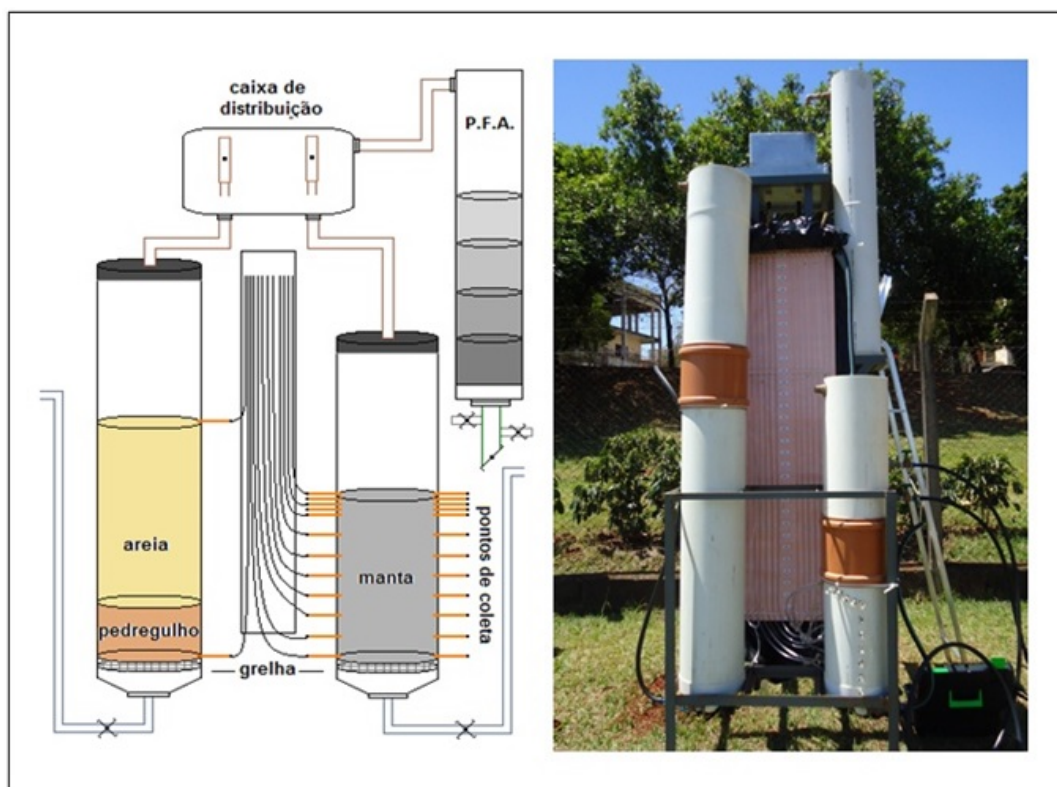 caixa de
distribuição
P.F.A.
areia
manta
pontos de coleta
pedregulho
grelha